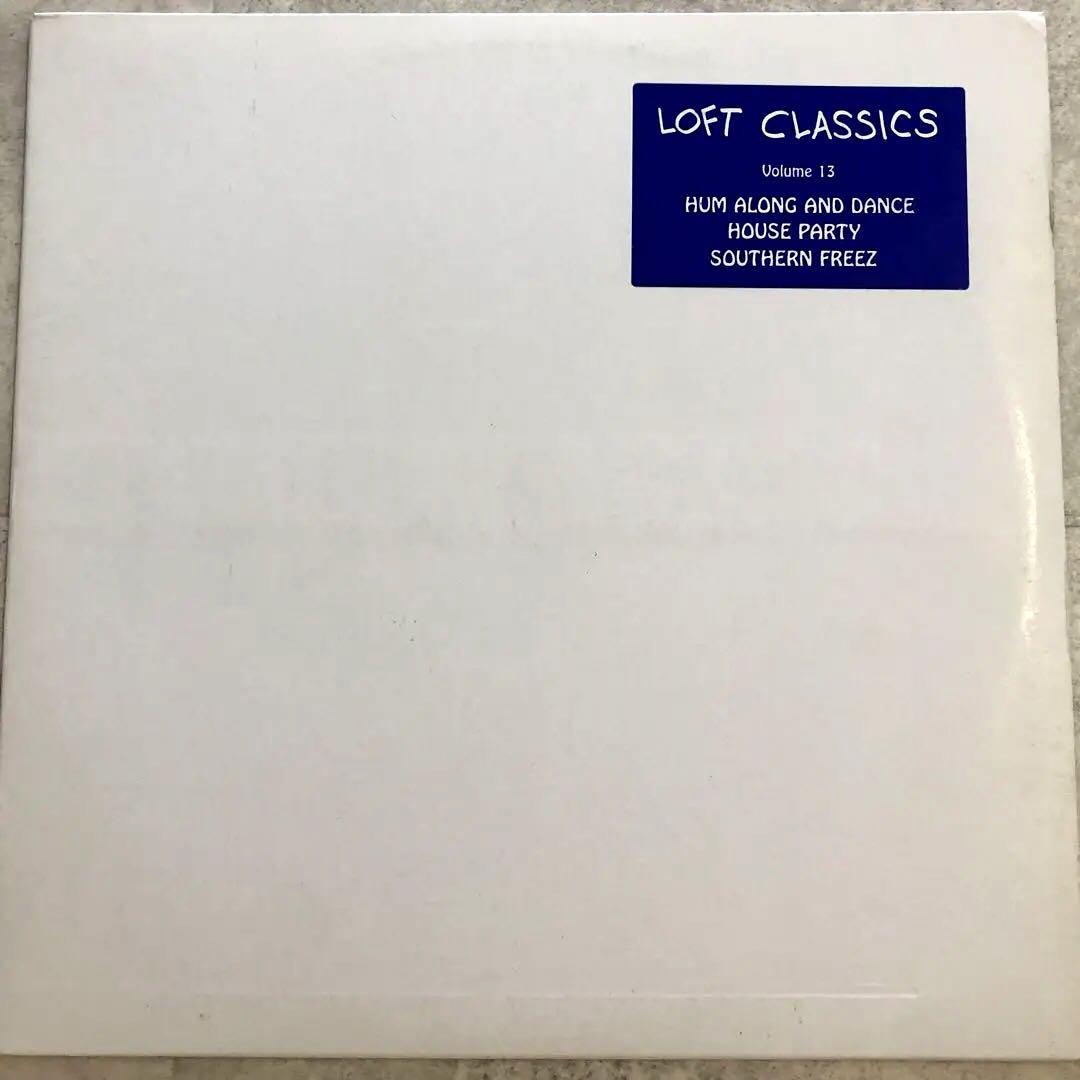 LOFT CLASSICS
Volume 13
HUM ALONG AND DANCE
HOUSE PARTY
SOUTHERN FREEZ